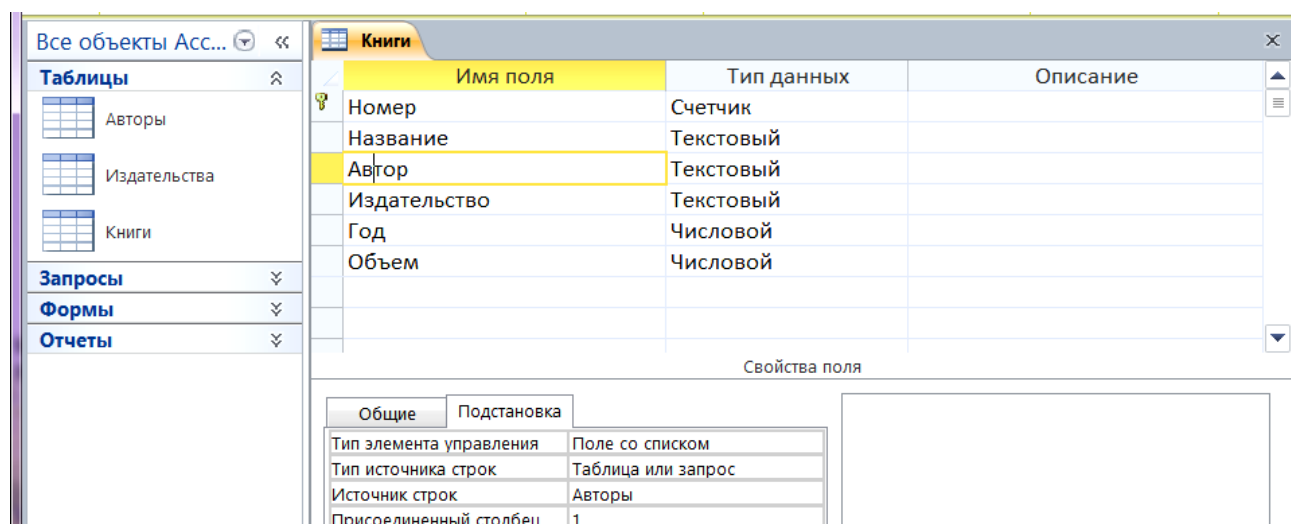 Все объекты Acc...
Таблицы
Авторы
Издательства
Книги
Запросы
Формы
Отчеты
Книги
Имя поля Тип данных Описание
Номер Счетчик
Название Текстовый
Автор Текстовый
Издательство Текстовый
Год Числовой
Объем Числовой
Свойства поля
Общие Подстановка
Тип элемента управления Поле со списком
Тип источника строк Таблица или запрос
Источник строк Авторы
Присоединенный столбец 1